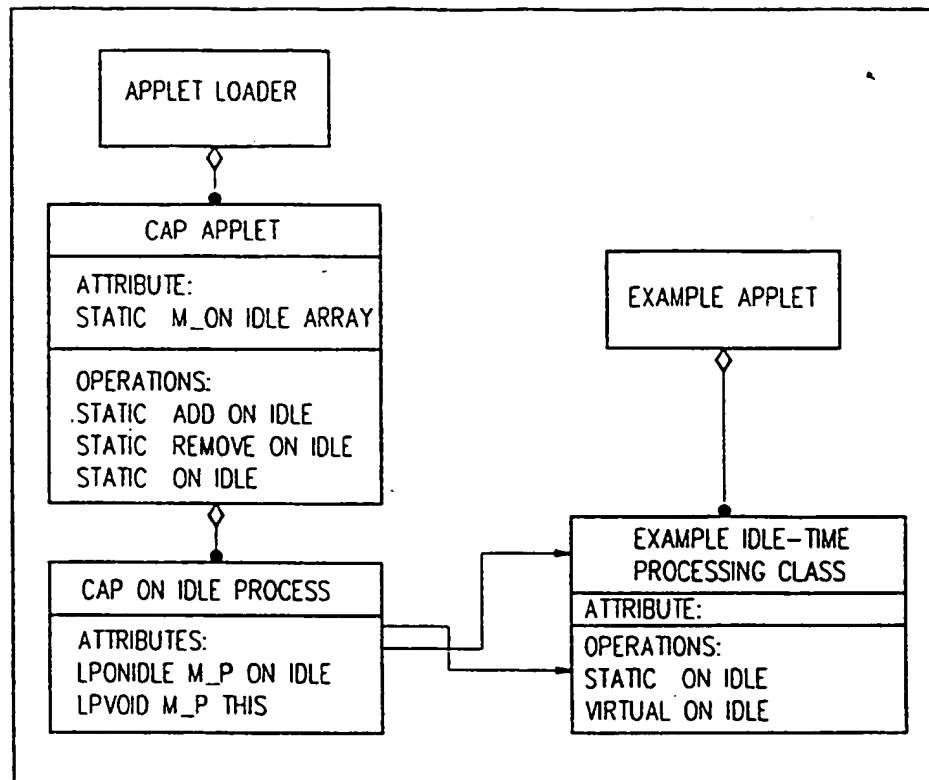 APPLET LOADER
CAP APPLET
ATTRIBUTE:
STATIC M_ON IDLE ARRAY
OPERATIONS:
STATIC ADD ON IDLE
STATIC REMOVE ON IDLE
STATIC ON IDLE
CAP ON IDLE PROCESS
ATTRIBUTES:
LPONIDLE M_P ON IDLE
LPVOID M_P THIS
EXAMPLE APPLET
EXAMPLE IDLE-TIME
PROCESSING CLASS
ATTRIBUTE:
OPERATIONS:
STATIC ON IDLE
VIRTUAL ON IDLE